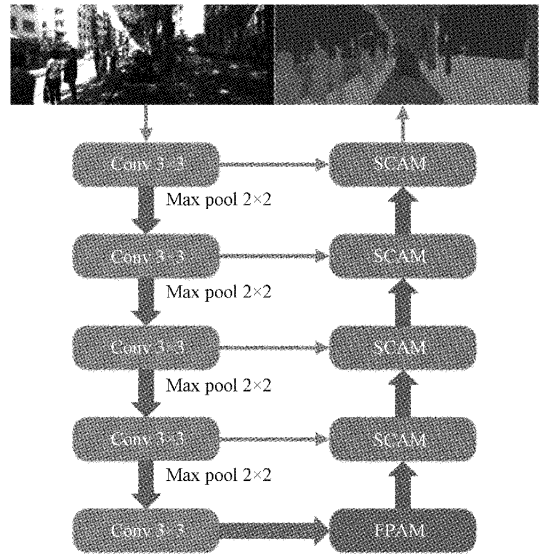 Conv 3×3
SCAM
Max pool 2×2
Conv 3×3
SCAM
Max pool 2×2
Conv 3×3
SCAM
Max pool 2×2
Conv 3×3
SCAM
Max pool 2×2
Conv 3×3
FPAM